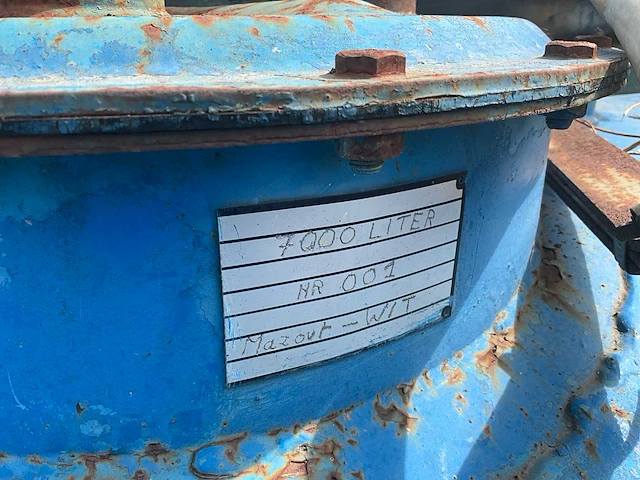 7000 LITER
NR 001
Mazout - WIT